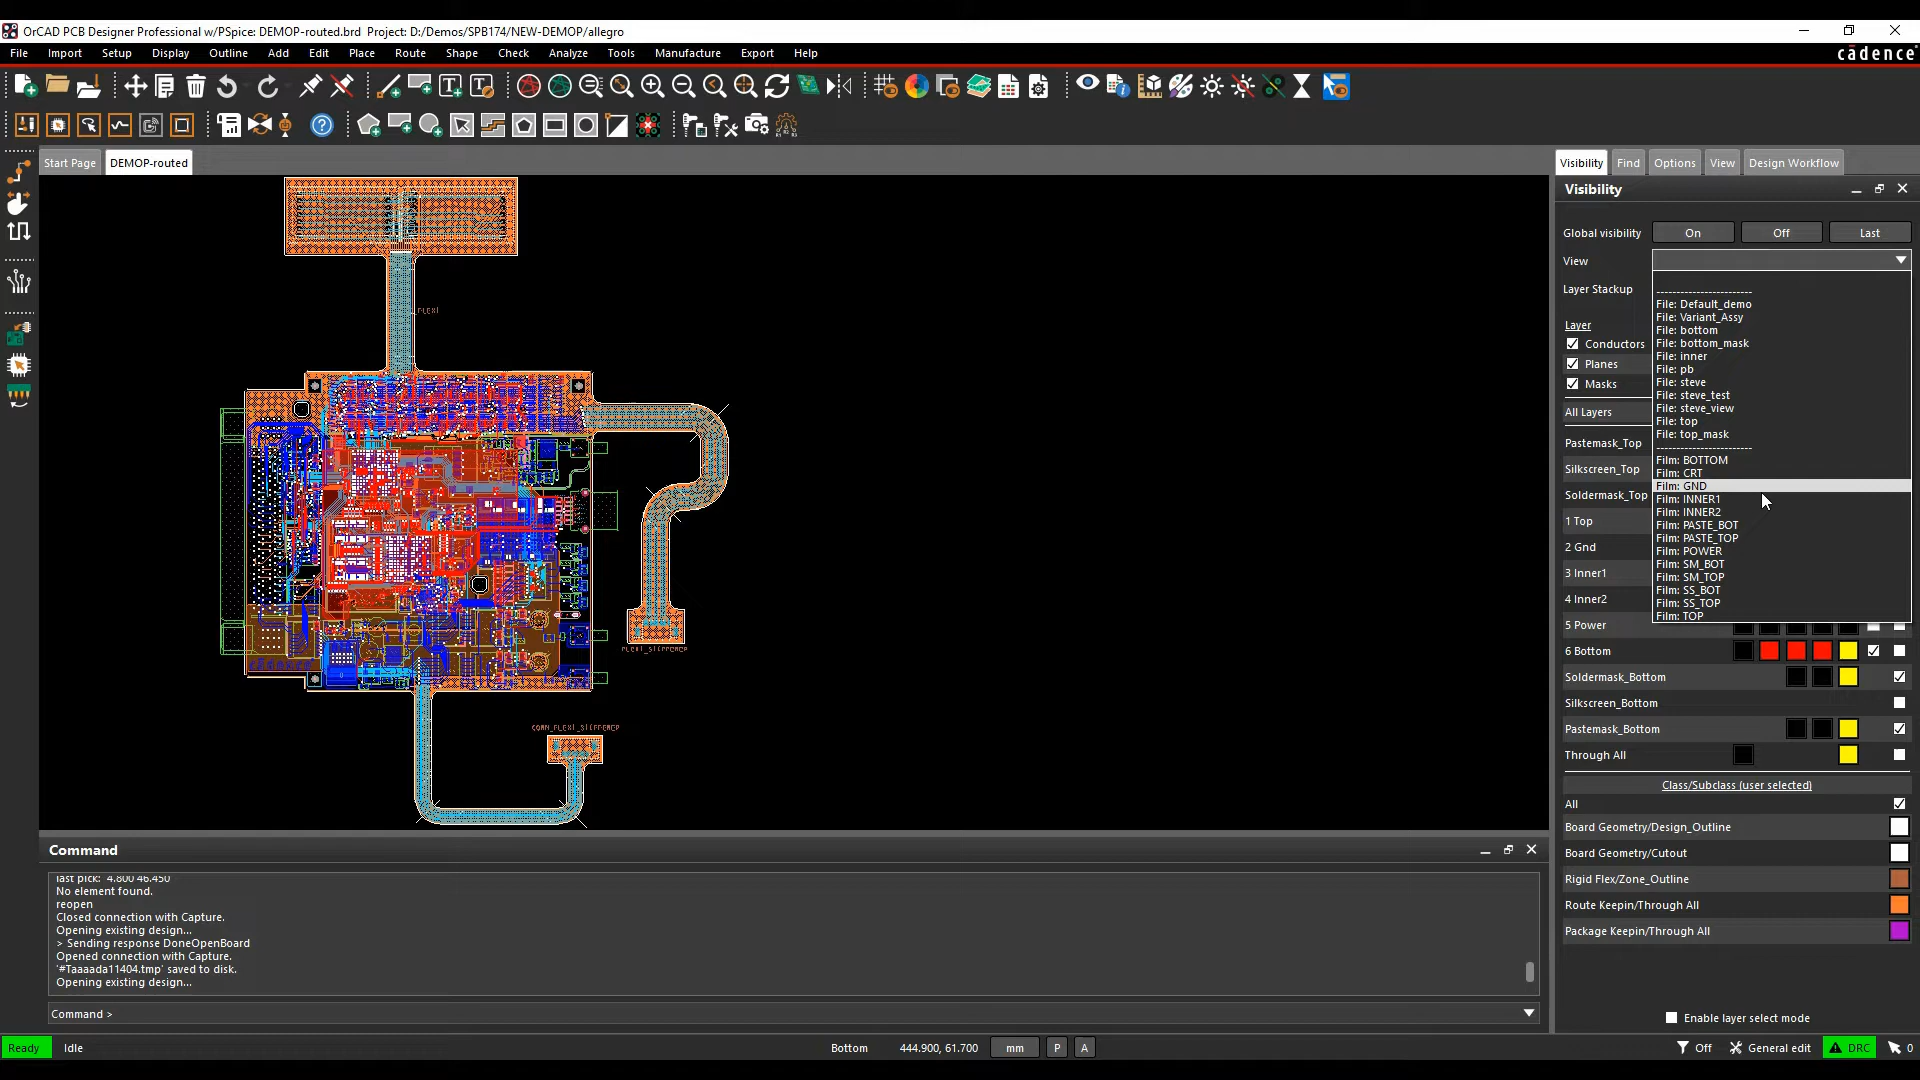 OrCAD PCB Designer Professional w/PSpice: DEMOP-routed.brd Project: D:/Demos/SPB174/NEW-DEMOP/allegro
File Import Setup Display Outline Add Edit Place Route Shape Check Analyze Tools Manufacture Export Help
cādence
Start Page DEMOP-routed
Visibility Find Options View Design Workflow
Visibility
Global visibility On Off Last
View
Layer Stackup
Layer
Conductors
Planes
Masks
All Layers
Pastemask_Top
Silkscreen_Top
Soldermask_Top
1 Top
2 Gnd
3 Inner1
4 Inner2
5 Power
6 Bottom
Soldermask_Bottom
Silkscreen_Bottom
Pastemask_Bottom
Through All
------------------------
File: Default_demo
File: Variant_Assy
File: bottom
File: bottom_mask
File: inner
File: pb
File: steve
File: steve_test
File: steve_view
File: top
File: top_mask
------------------------
Film: BOTTOM
Film: CRT
Film: GND
Film: INNER1
Film: INNER2
Film: PASTE_BOT
Film: PASTE_TOP
Film: POWER
Film: SM_BOT
Film: SM_TOP
Film: SS_BOT
Film: SS_TOP
Film: TOP
Class/Subclass (user selected)
All
Board Geometry/Design_Outline
Board Geometry/Cutout
Rigid Flex/Zone_Outline
Route Keepin/Through All
Package Keepin/Through All
Enable layer select mode
Command
last pick: 4.800 46.450
No element found.
reopen
Closed connection with Capture.
Opening existing design...
> Sending response DoneOpenBoard
Opened connection with Capture.
'#Taaaada11404.tmp' saved to disk.
Opening existing design...
Command >
Ready Idle Bottom 444.900, 61.700 mm P A Off General edit DRC 0